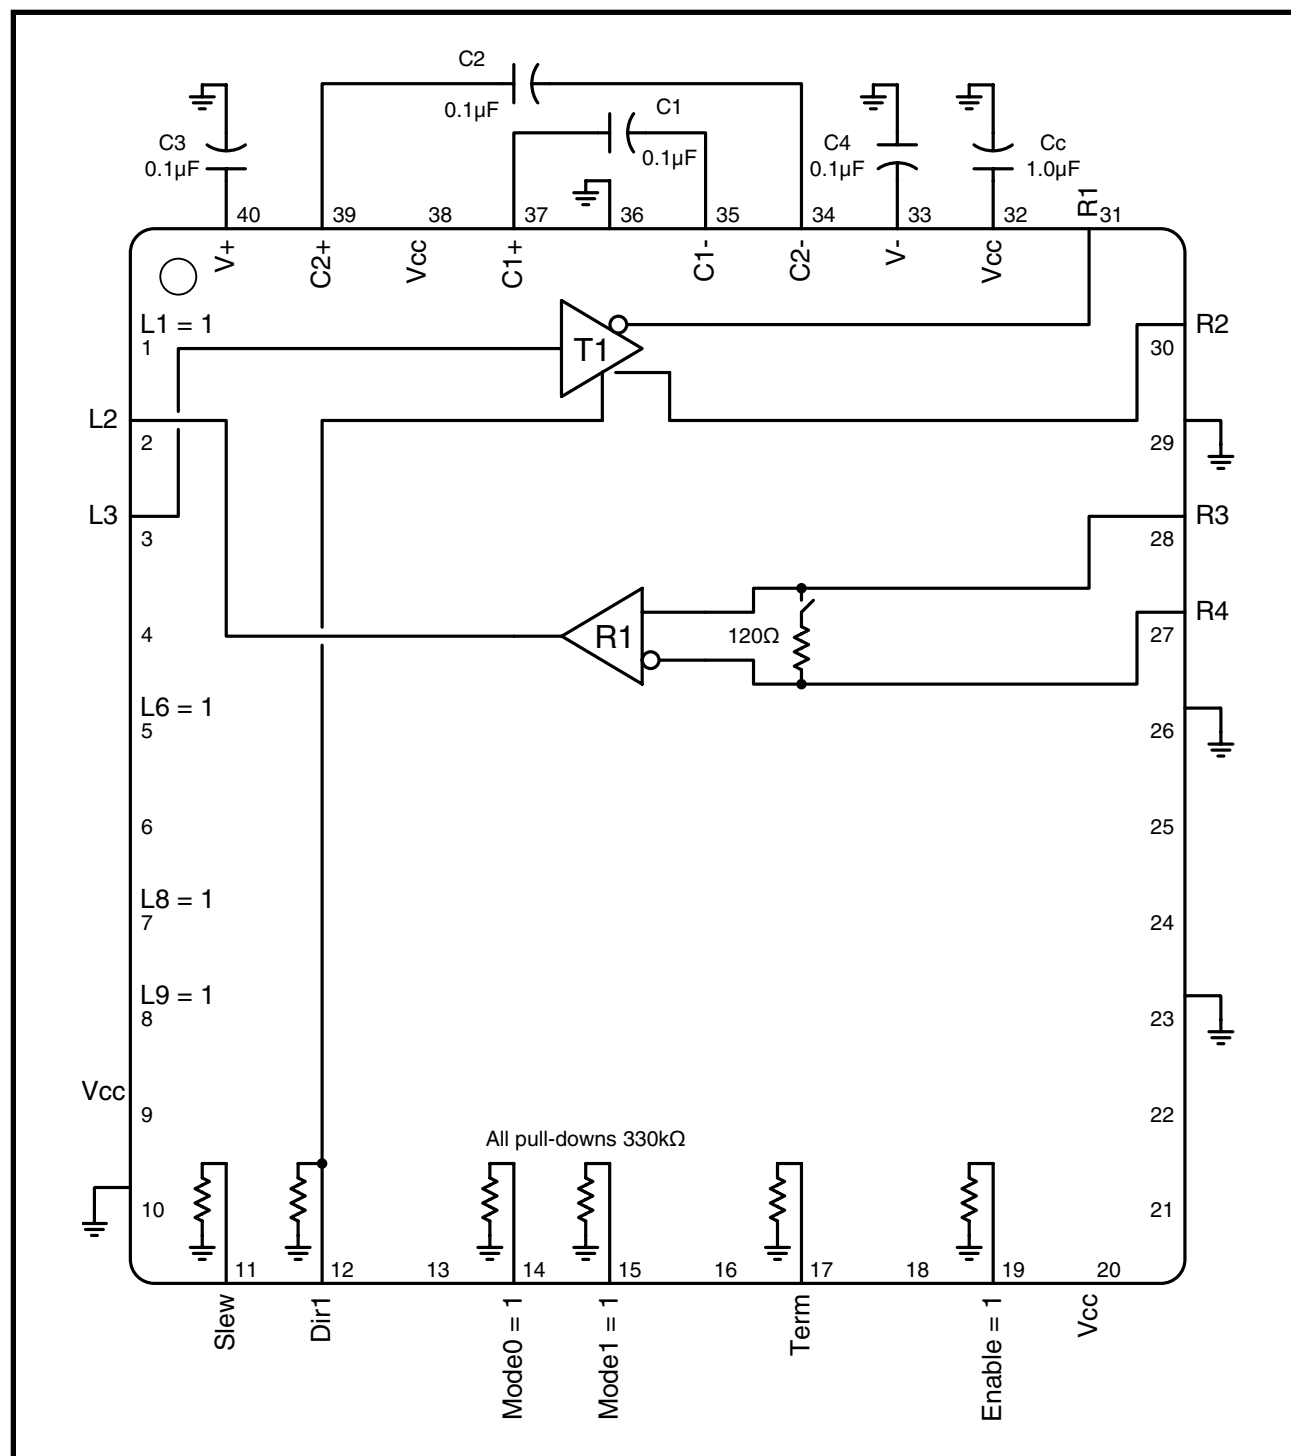 C2
0.1µF
C1
0.1µF
C3
0.1µF
C4
0.1µF
Cc
1.0µF
R1
40
39
38
37
36
35
34
33
32
31
V+
C2+
Vcc
C1+
C1-
C2-
V-
Vcc
L1 = 1
1
T1
R2
30
L2
2
29
L3
3
R3
28
4
R1
120Ω
R4
27
L6 = 1
5
26
6
25
L8 = 1
7
24
L9 = 1
8
23
Vcc
9
22
All pull-downs 330kΩ
10
21
11
12
13
14
15
16
17
18
19
20
Slew
Dir1
Mode0 = 1
Mode1 = 1
Term
Enable = 1
Vcc